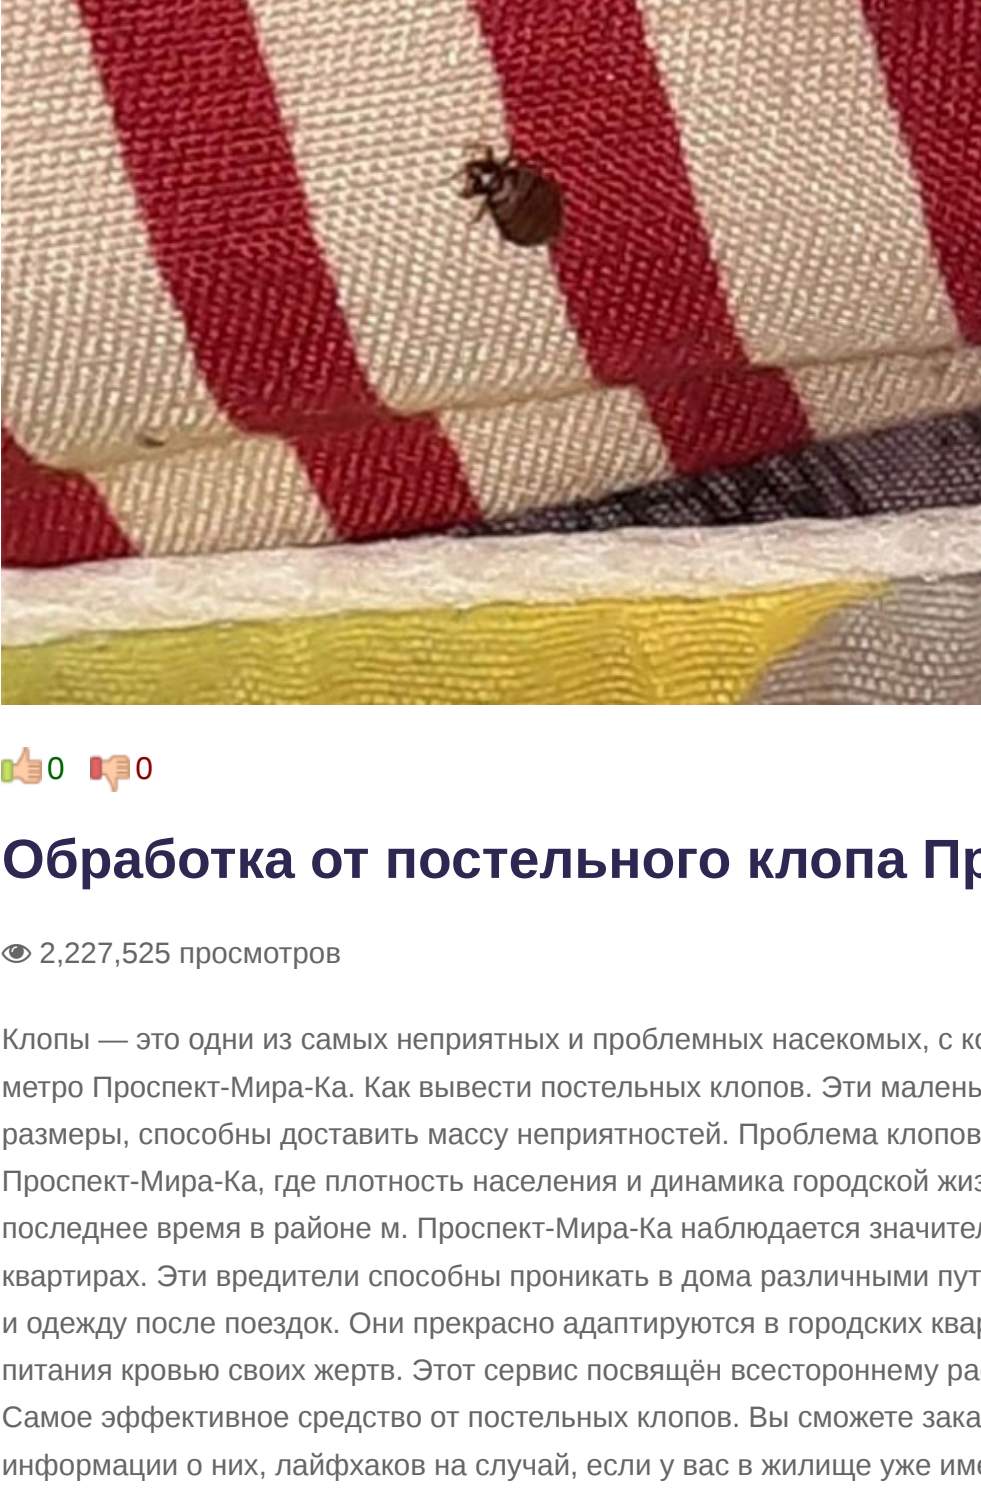 0 0
Обработка от постельного клопа
2,227,525 просмотров
Клопы — это одни из самых неприятных и проблемных насекомых, с
метро Проспект-Мира-Ка. Как вывести постельных клопов. Эти
размеры, способны доставить массу неприятностей. Проблема клопов
Проспект-Мира-Ка, где плотность населения и динамика городской
последнее время в районе м. Проспект-Мира-Ка наблюдается
квартирах. Эти вредители способны проникать в дома различными
и одежду после поездок. Они прекрасно адаптируются в городских
питания кровью своих жертв. Этот сервис посвящён всестороннему
Самое эффективное средство от постельных клопов. Вы сможете
информации о них, лайфхаков на случай, если у вас в жилище уже